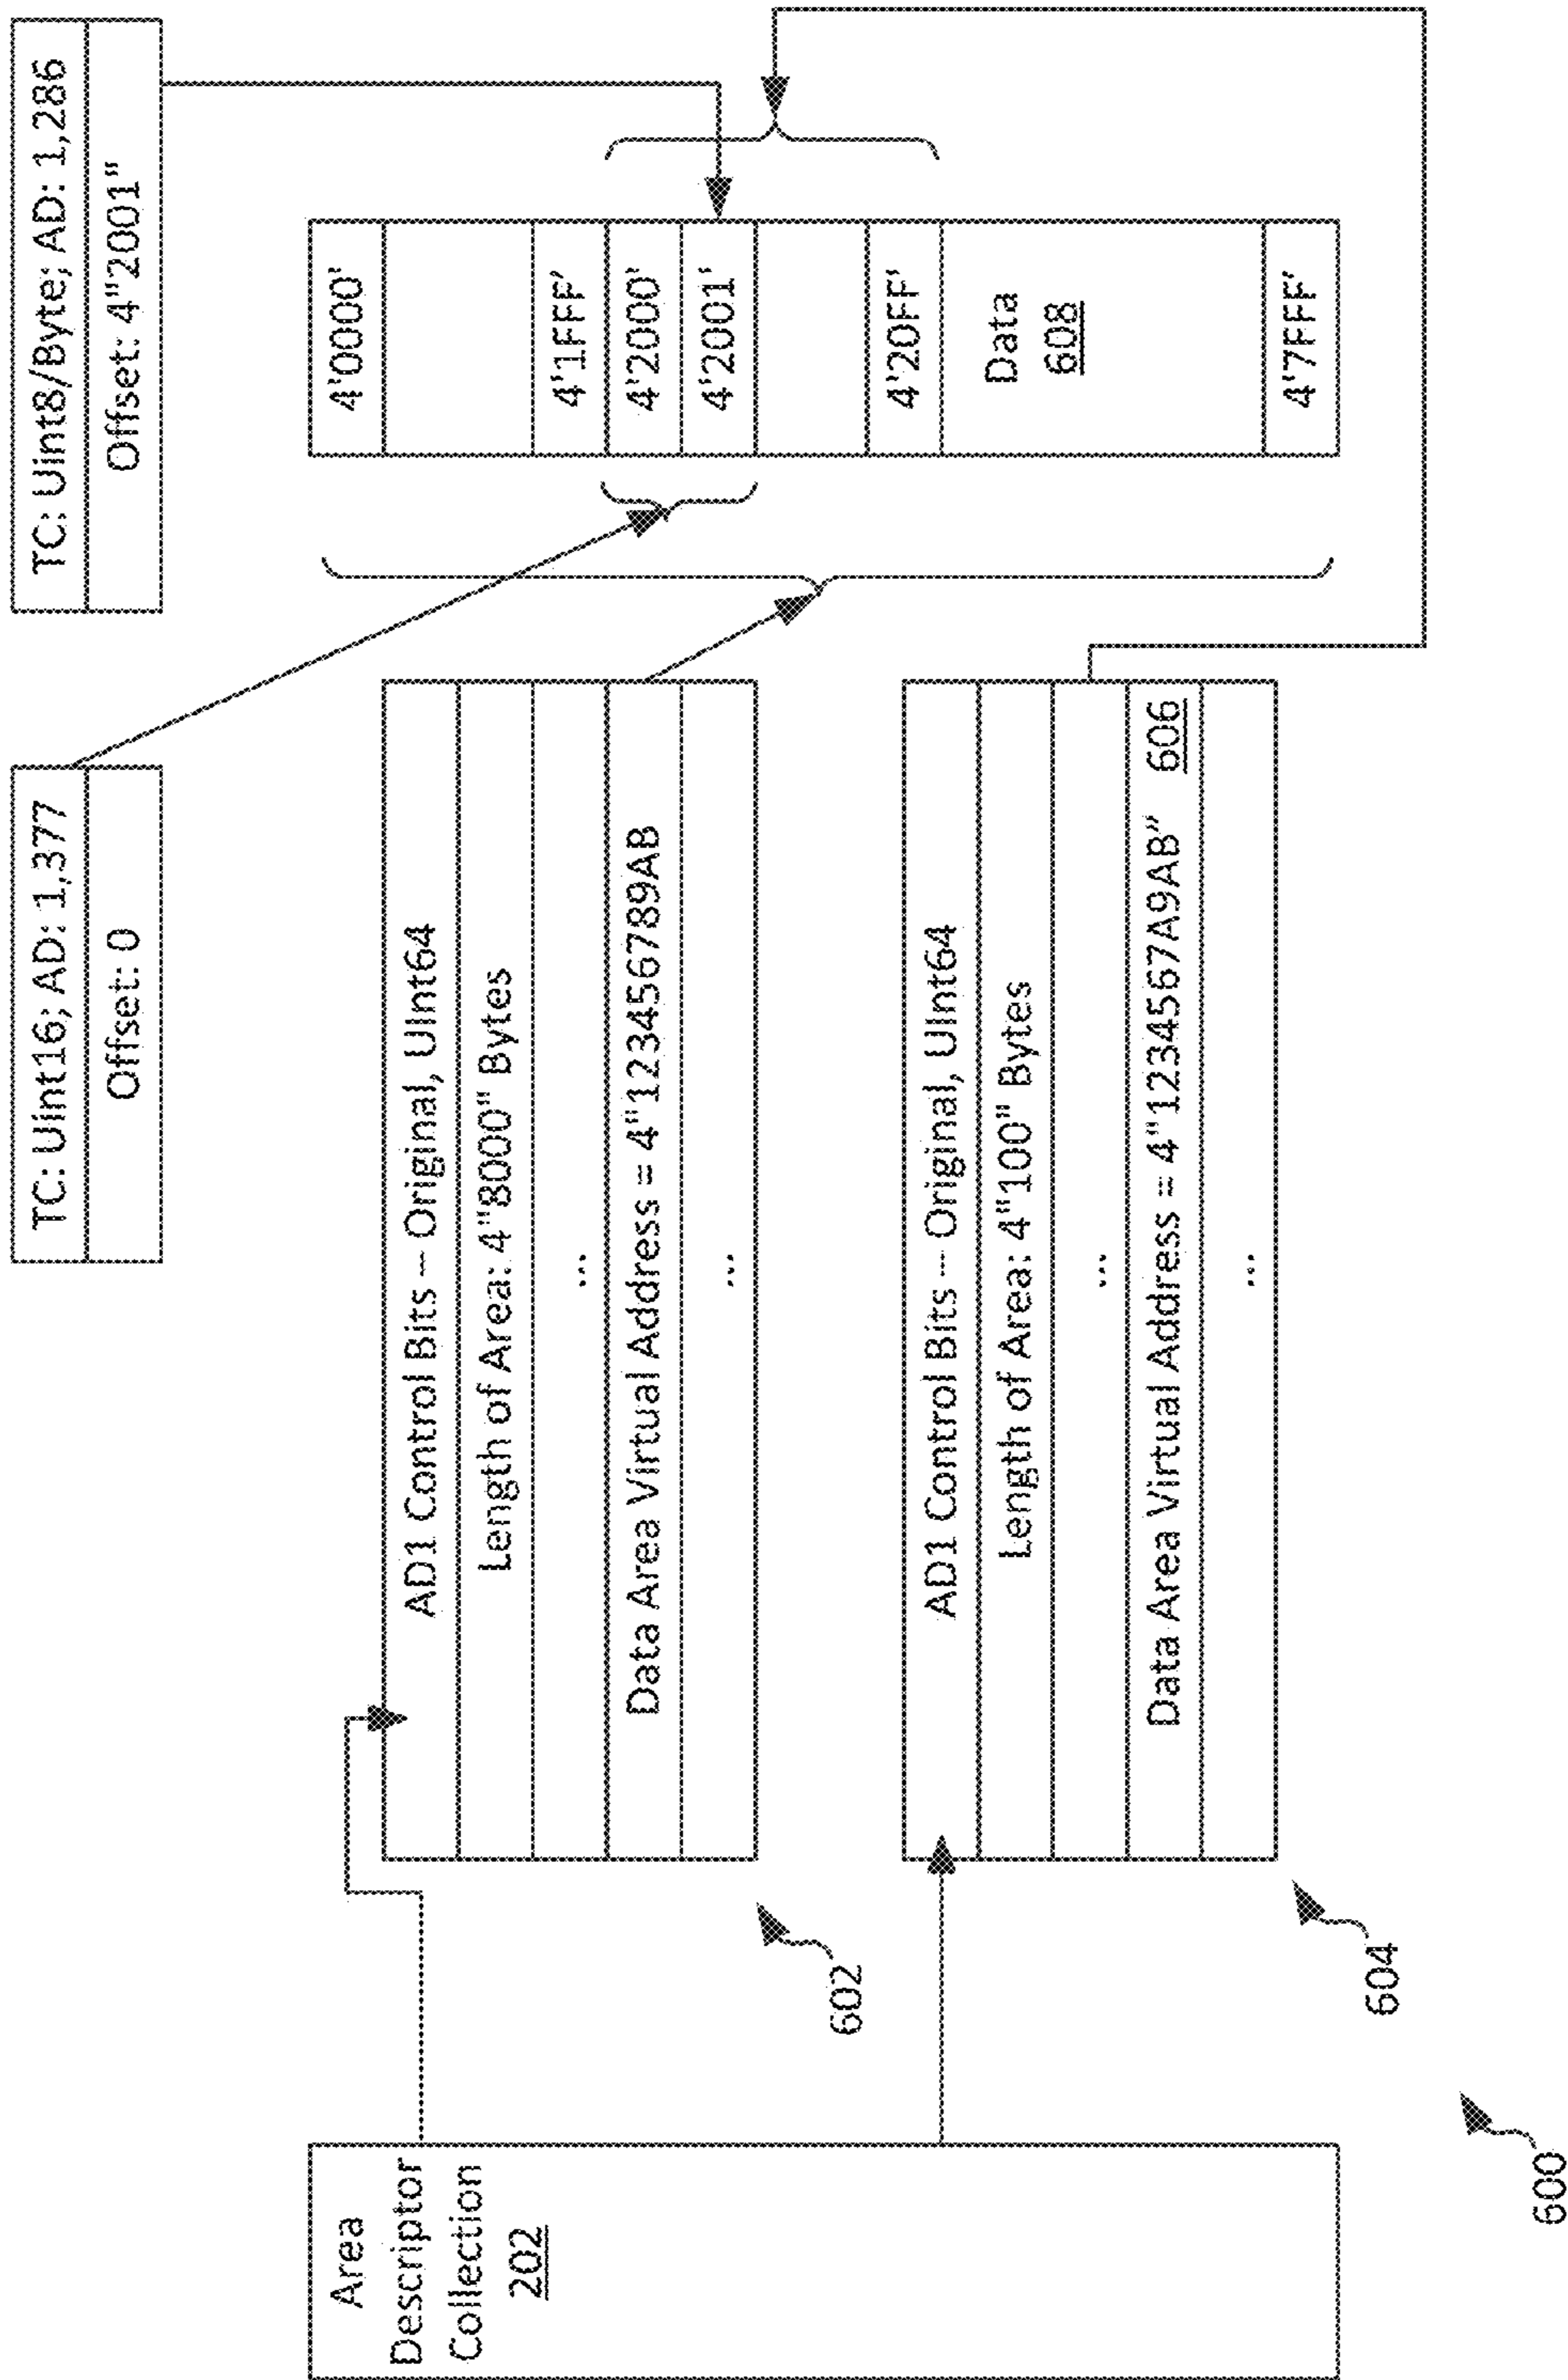 TC: Uint16; AD: 1,377
Offset: 0
TC: Uint8/Byte; AD: 1,286
Offset: 4"2001"
Area
Descriptor
Collection
202
AD1 Control Bits – Original, UInt64
Length of Area: 4"8000" Bytes
...
Data Area Virtual Address = 4"123456789AB
...
602
AD1 Control Bits – Original, UInt64
Length of Area: 4"100" Bytes
...
Data Area Virtual Address = 4"1234567A9AB" 606
...
604
4'0000'
4'1FFF'
4'2000'
4'2001'
4'20FF'
Data
608
4'7FFF'
600